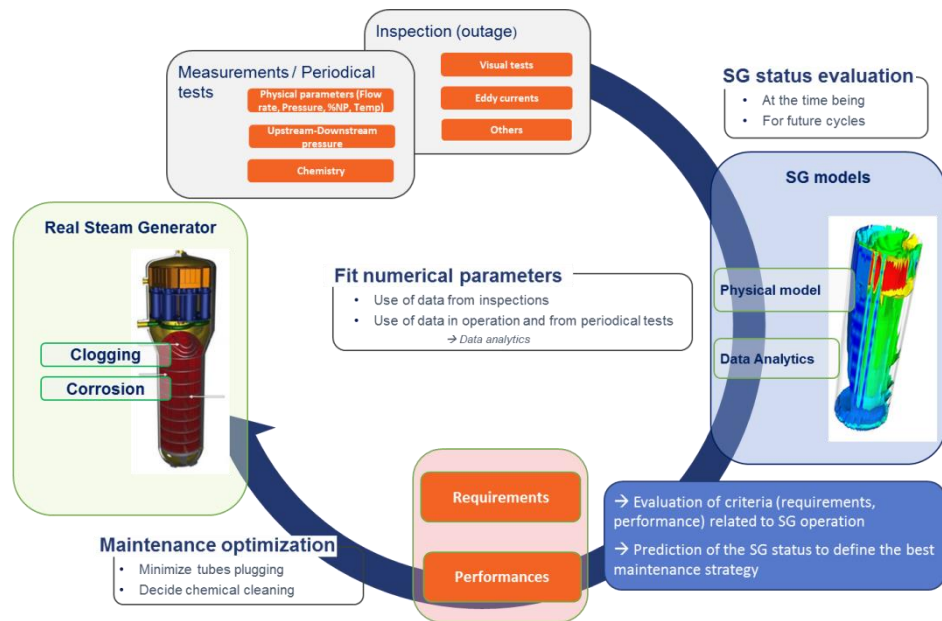 Inspection (outage)
Visual tests
Eddy currents
Others
Measurements / Periodical
tests
Physical parameters (Flow
rate, Pressure, %NP, Temp)
Upstream-Downstream
pressure
Chemistry
SG status evaluation
• At the time being
• For future cycles
SG models
Physical model
Data Analytics
Real Steam Generator
Clogging
Corrosion
Fit numerical parameters
• Use of data from inspections
• Use of data in operation and from periodical tests
→ Data analytics
Requirements
Performances
→ Evaluation of criteria (requirements,
performance) related to SG operation
→ Prediction of the SG status to define the best
maintenance strategy
Maintenance optimization
• Minimize tubes plugging
• Decide chemical cleaning